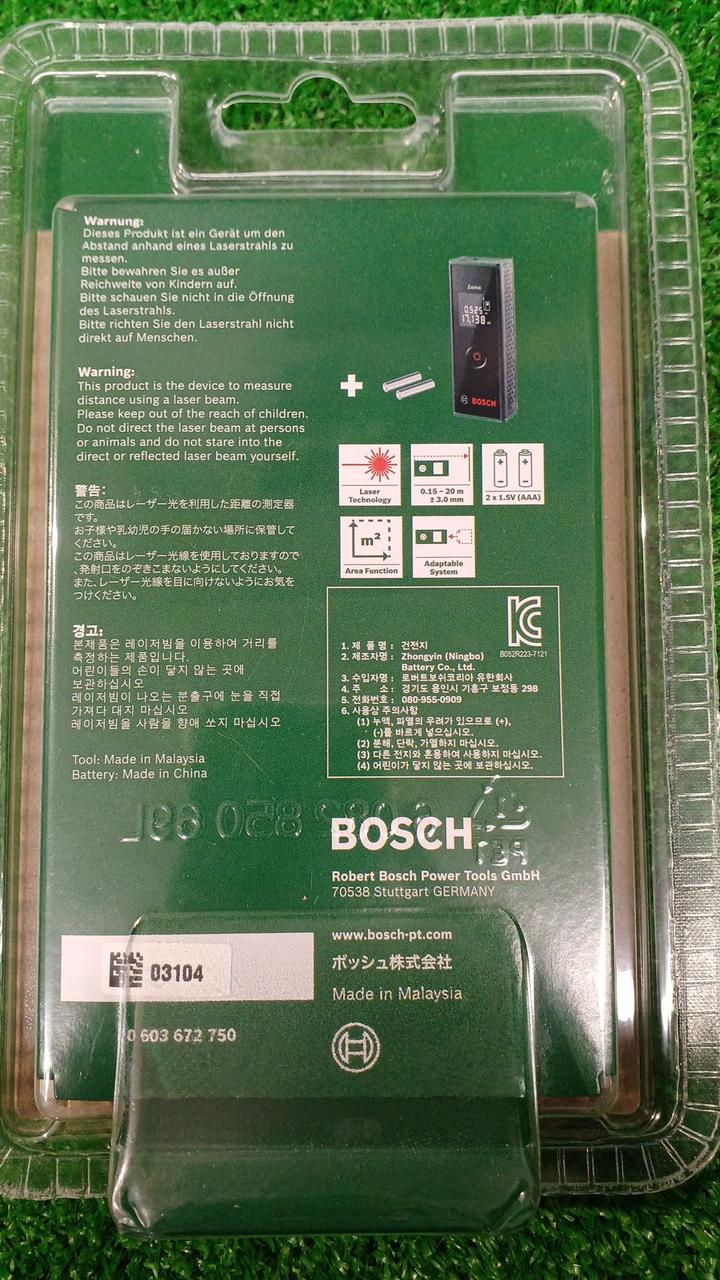 Warnung:
Dieses Produkt ist ein Gerät um den
Abstand anhand eines Laserstrahls zu
messen.
Bitte bewahren Sie es außer
Reichweite von Kindern auf.
Bitte schauen Sie nicht in die Öffnung
des Laserstrahls.
Bitte richten Sie den Laserstrahl nicht
direkt auf Menschen.
Warning:
This product is the device to measure
distance using a laser beam.
Please keep out of the reach of children.
Do not direct the laser beam at persons
or animals and do not stare into the
direct or reflected laser beam yourself.
警告:
この商品はレーザー光を利用した距離の測定器
です。
お子様や乳幼児の手の届かない場所に保管して
ください。
この商品はレーザー光線を使用しておりますので
、発射口をのぞきこまないようにしてください。
また、レーザー光線を目に向けないようにお気を
つけください。
경고:
본제품은 레이저빔을 이용하여 거리를
측정하는 제품입니다.
어린이들의 손이 닿지 않는 곳에
보관하십시오
레이저빔이 나오는 분출구에 눈을 직접
가져다 대지 마십시오
레이저빔을 사람을 향해 쏘지 마십시오
Tool: Made in Malaysia
Battery: Made in China
Zamo
0.525
17.138 m
BOSCH
+
Laser
Technology
0.15 – 20 m
± 3.0 mm
2 x 1.5V (AAA)
m²
Area Function
Adaptable
System
B052R223-7121
1. 제 품 명 : 건전지
2. 제조자명 : Zhongyin (Ningbo)
Battery Co., Ltd.
3. 수입자명 : 로버트보쉬코리아 유한회사
4. 주 소 : 경기도 용인시 기흥구 보정동 298
5. 전화번호 : 080-955-0909
6. 사용상 주의사항
(1) 누액, 파열의 우려가 있으므로 (+),
(-)를 바르게 넣으십시오.
(2) 분해, 단락, 가열하지 마십시오.
(3) 다른 전지와 혼용하여 사용하지 마십시오.
(4) 어린이가 닿지 않는 곳에 보관하십시오.
BOSCH
Robert Bosch Power Tools GmbH
70538 Stuttgart GERMANY
www.bosch-pt.com
ボッシュ株式会社
Made in Malaysia
03104
0 603 672 750